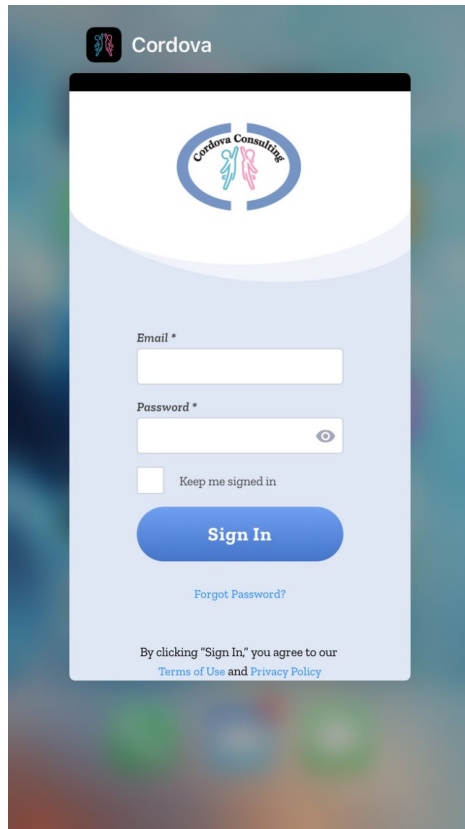 Cordova
Cordova Consulting
Email *
Password *
Keep me signed in
Sign In
Forgot Password?
By clicking “Sign In,” you agree to our
Terms of Use and Privacy Policy